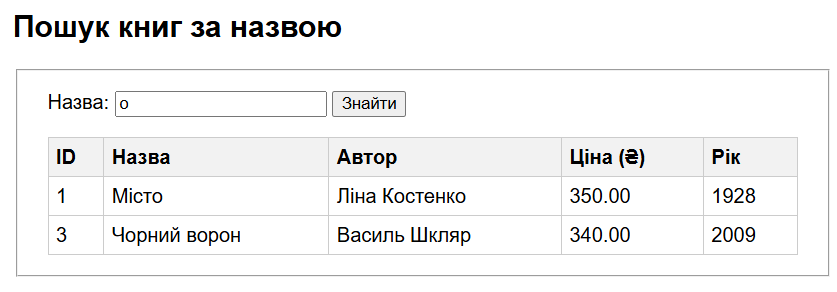 Пошук книг за назвою
Назва: о Знайти
ID Назва Автор Ціна (₴) Рік
1 Місто Ліна Костенко 350.00 1928
3 Чорний ворон Василь Шкляр 340.00 2009